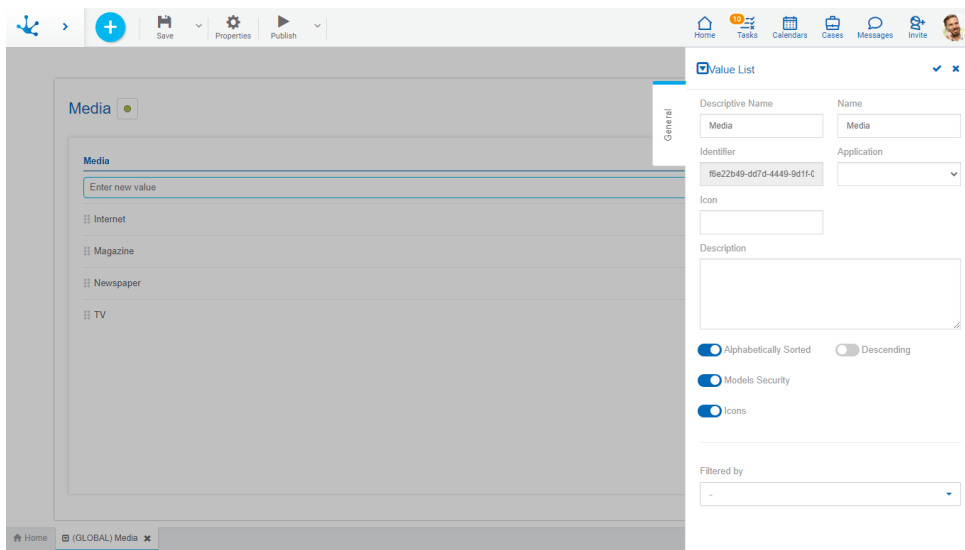 Save
Properties
Publish
Home
10
Tasks
Calendars
Cases
Messages
Invite
Media
Media
Enter new value
Internet
Magazine
Newspaper
TV
General
Value List
Descriptive Name
Name
Media
Media
Identifier
Application
f6e22b49-dd7d-4449-9d1f-0
Icon
Description
Alphabetically Sorted
Descending
Models Security
Icons
Filtered by
-
Home
(GLOBAL) Media